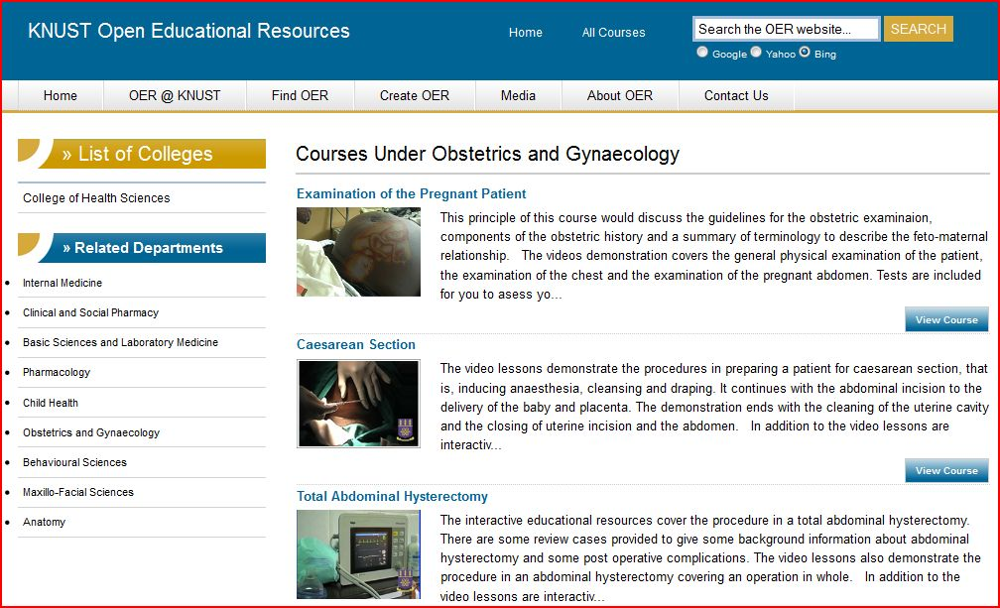 KNUST Open Educational Resources
Home
All Courses
Search the OER website...
SEARCH
Google Yahoo Bing
Home
OER @ KNUST
Find OER
Create OER
Media
About OER
Contact Us
» List of Colleges
College of Health Sciences
» Related Departments
Internal Medicine
Clinical and Social Pharmacy
Basic Sciences and Laboratory Medicine
Pharmacology
Child Health
Obstetrics and Gynaecology
Behavioural Sciences
Maxillo-Facial Sciences
Anatomy
Courses Under Obstetrics and Gynaecology
Examination of the Pregnant Patient
This principle of this course would discuss the guidelines for the obstetric examinaion,
components of the obstetric history and a summary of terminology to describe the feto-maternal
relationship. The videos demonstration covers the general physical examination of the patient,
the examination of the chest and the examination of the pregnant abdomen. Tests are included
for you to asess yo...
View Course
Caesarean Section
The video lessons demonstrate the procedures in preparing a patient for caesarean section, that
is, inducing anaesthesia, cleansing and draping. It continues with the abdominal incision to the
delivery of the baby and placenta. The demonstration ends with the cleaning of the uterine cavity
and the closing of uterine incision and the abdomen. In addition to the video lessons are
interactiv...
View Course
Total Abdominal Hysterectomy
The interactive educational resources cover the procedure in a total abdominal hysterectomy.
There are some review cases provided to give some background information about abdominal
hysterectomy and some post operative complications. The video lessons also demonstrate the
procedure in an abdominal hysterectomy covering an operation in whole. In addition to the
video lessons are interactiv...